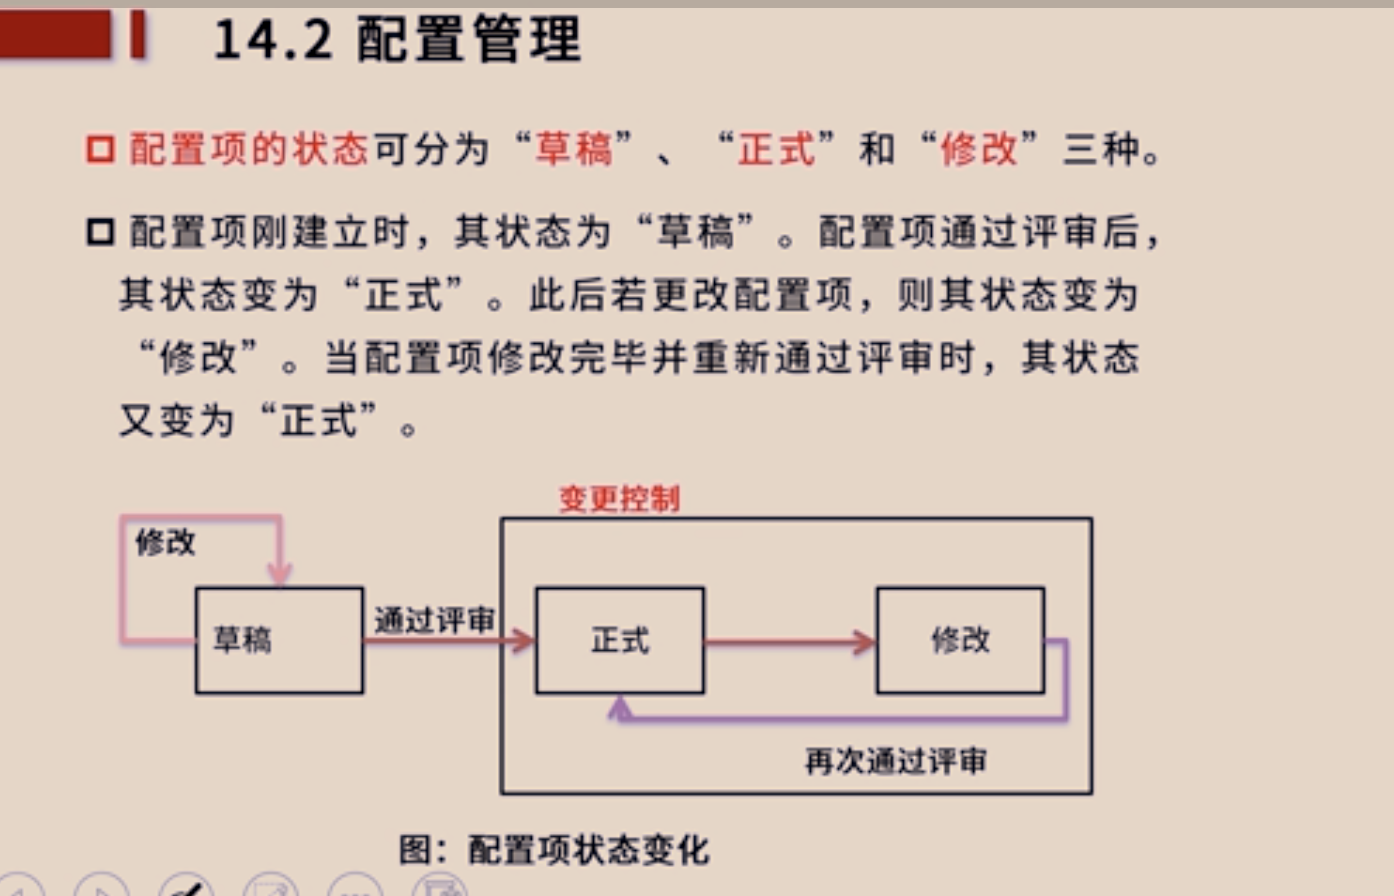 14.2 配置管理
配置项的状态可分为“草稿”、“正式”和“修改”三种。
配置项刚建立时，其状态为“草稿”。配置项通过评审后，
其状态变为“正式”。此后若更改配置项，则其状态变为
“修改”。当配置项修改完毕并重新通过评审时，其状态
又变为“正式”。
变更控制
修改
草稿
通过评审
正式
修改
再次通过评审
图：配置项状态变化